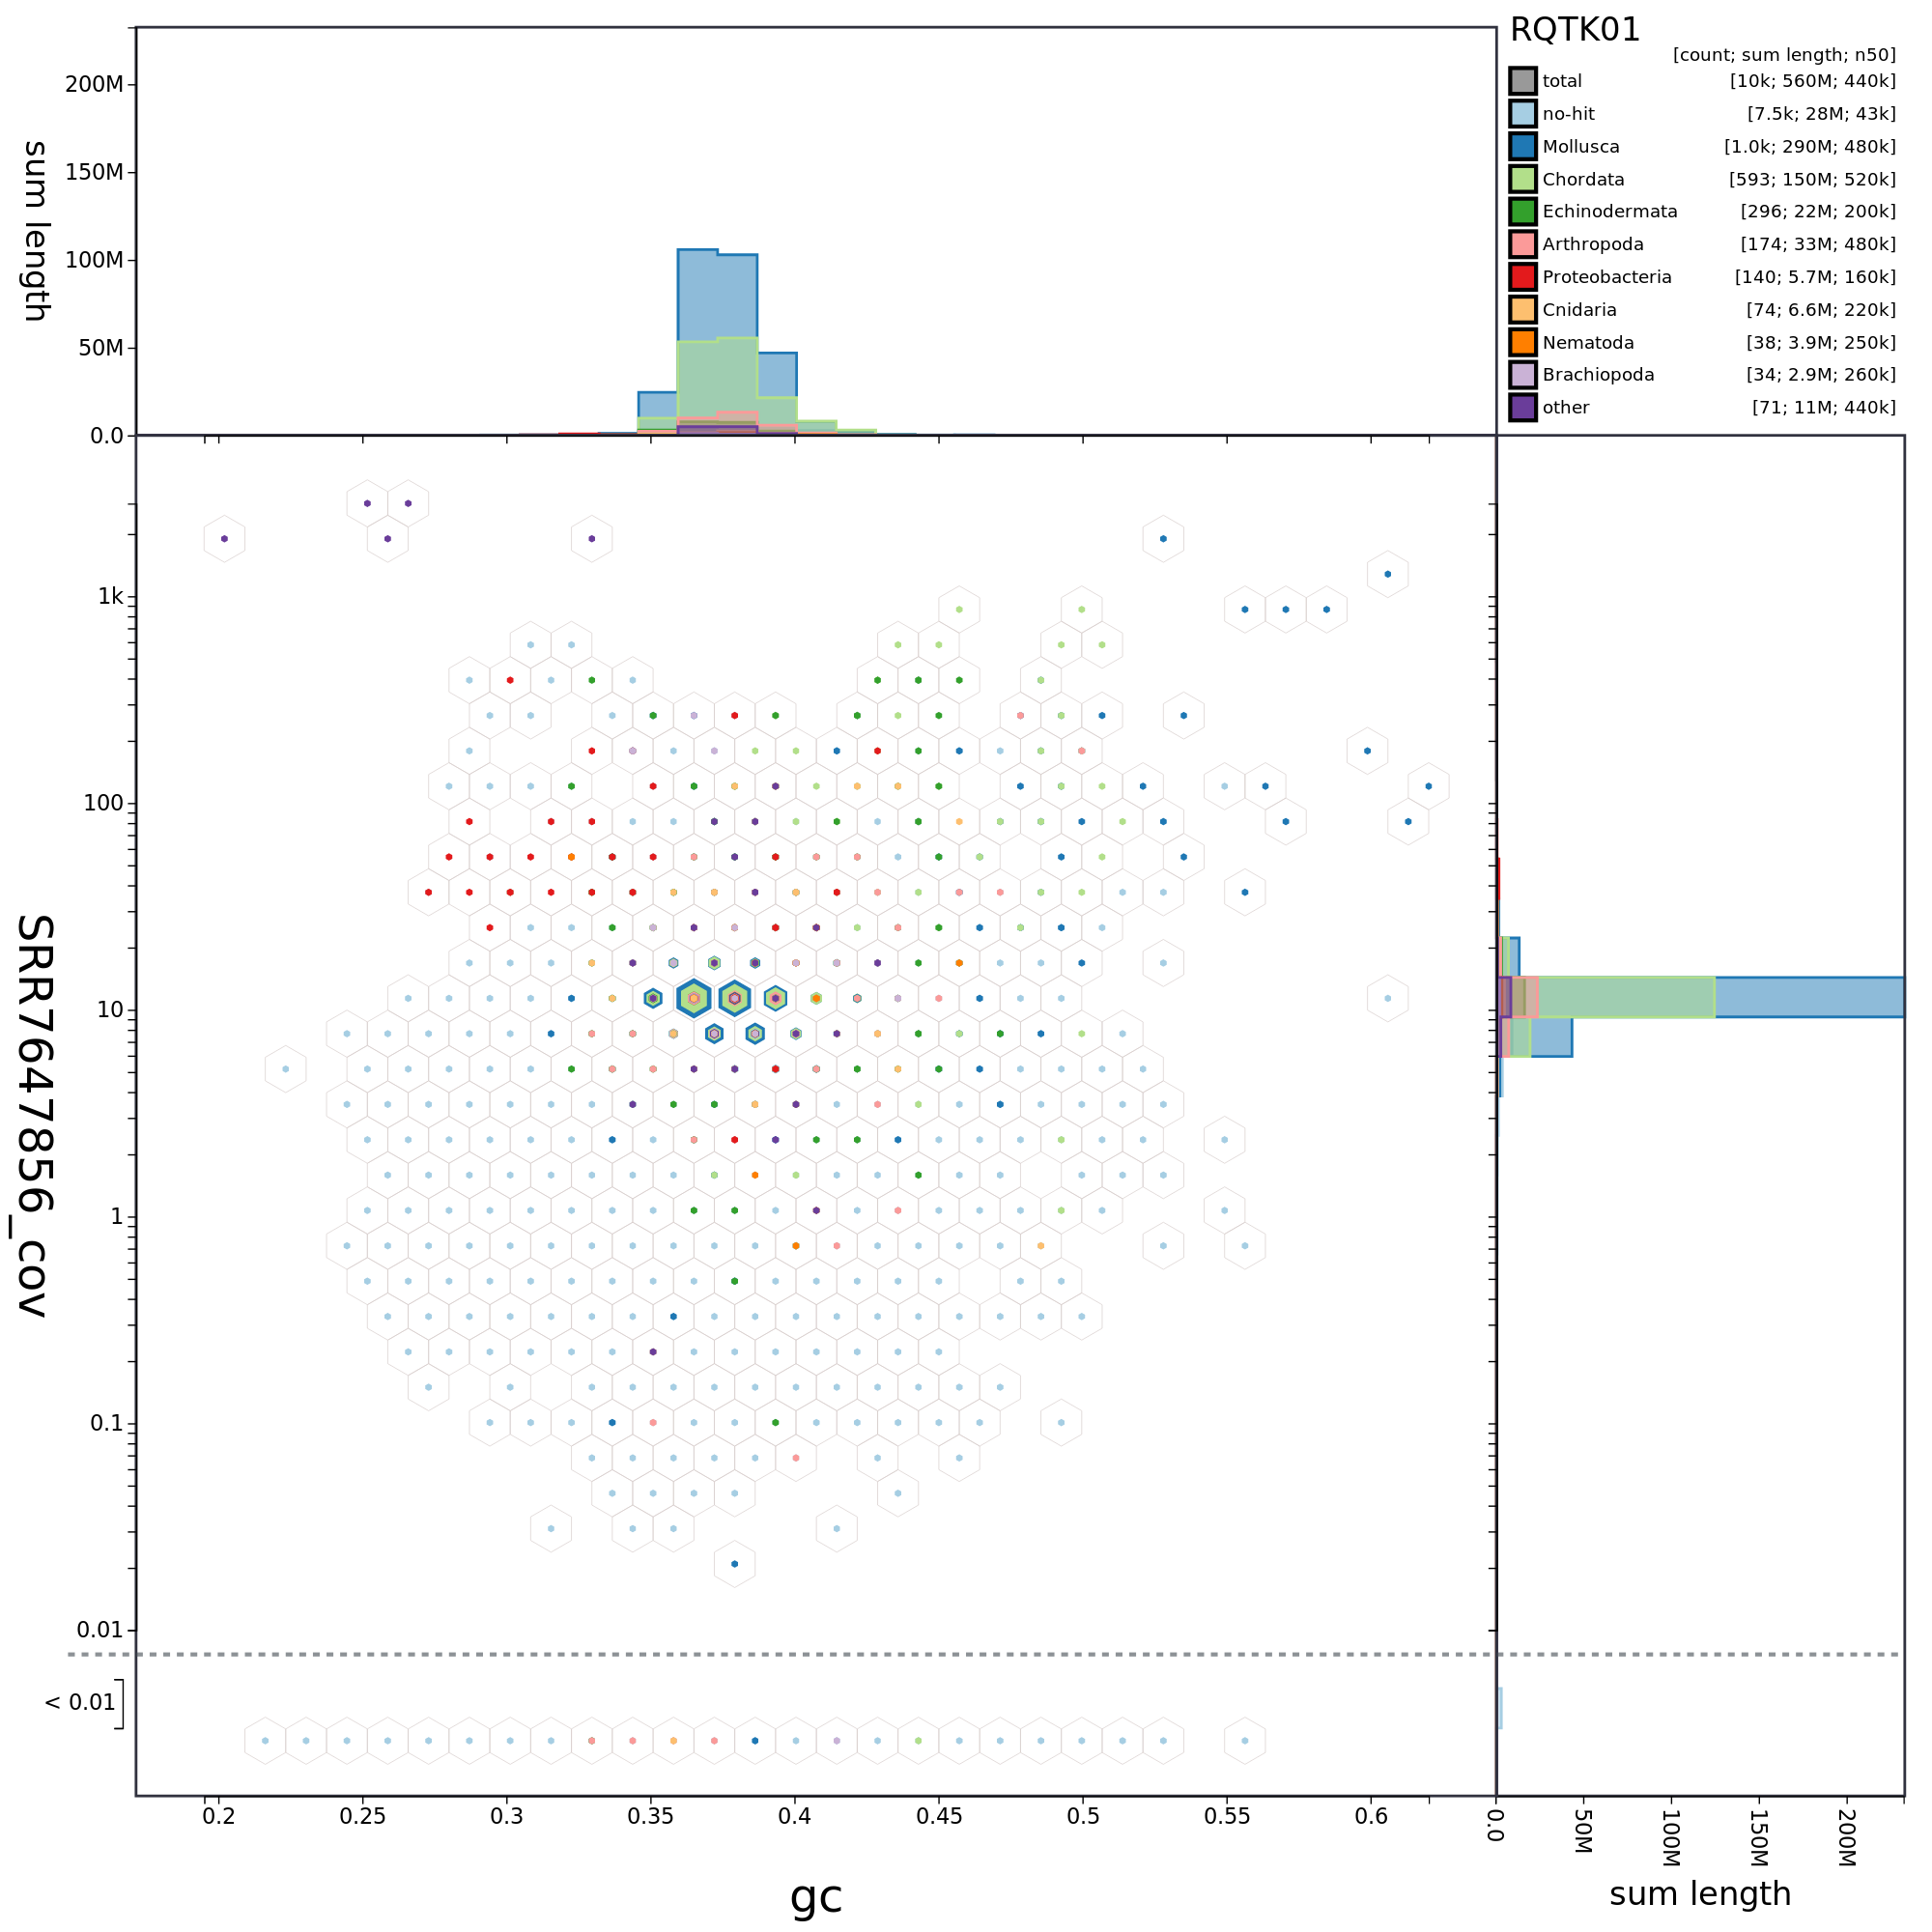 RQTK01
[count; sum length; n50]
total [10k; 560M; 440k]
no-hit [7.5k; 28M; 43k]
Mollusca [1.0k; 290M; 480k]
Chordata [593; 150M; 520k]
Echinodermata [296; 22M; 200k]
Arthropoda [174; 33M; 480k]
Proteobacteria [140; 5.7M; 160k]
Cnidaria [74; 6.6M; 220k]
Nematoda [38; 3.9M; 250k]
Brachiopoda [34; 2.9M; 260k]
other [71; 11M; 440k]
sum length
200M
150M
100M
50M
0.0
SRR7647856_cov
1k
100
10
1
0.1
0.01
< 0.01
0.2 0.25 0.3 0.35 0.4 0.45 0.5 0.55 0.6
gc
0.0 50M 100M 150M 200M
sum length